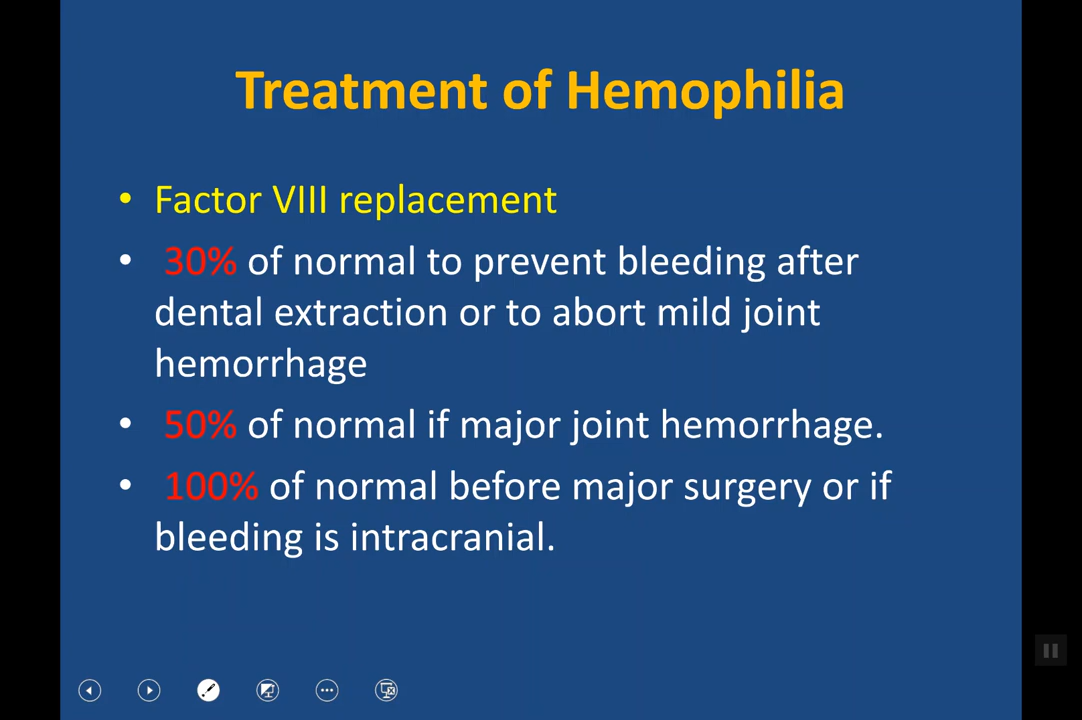 Treatment of Hemophilia
• Factor VIII replacement
• 30% of normal to prevent bleeding after
dental extraction or to abort mild joint
hemorrhage
• 50% of normal if major joint hemorrhage.
• 100% of normal before major surgery or if
bleeding is intracranial.